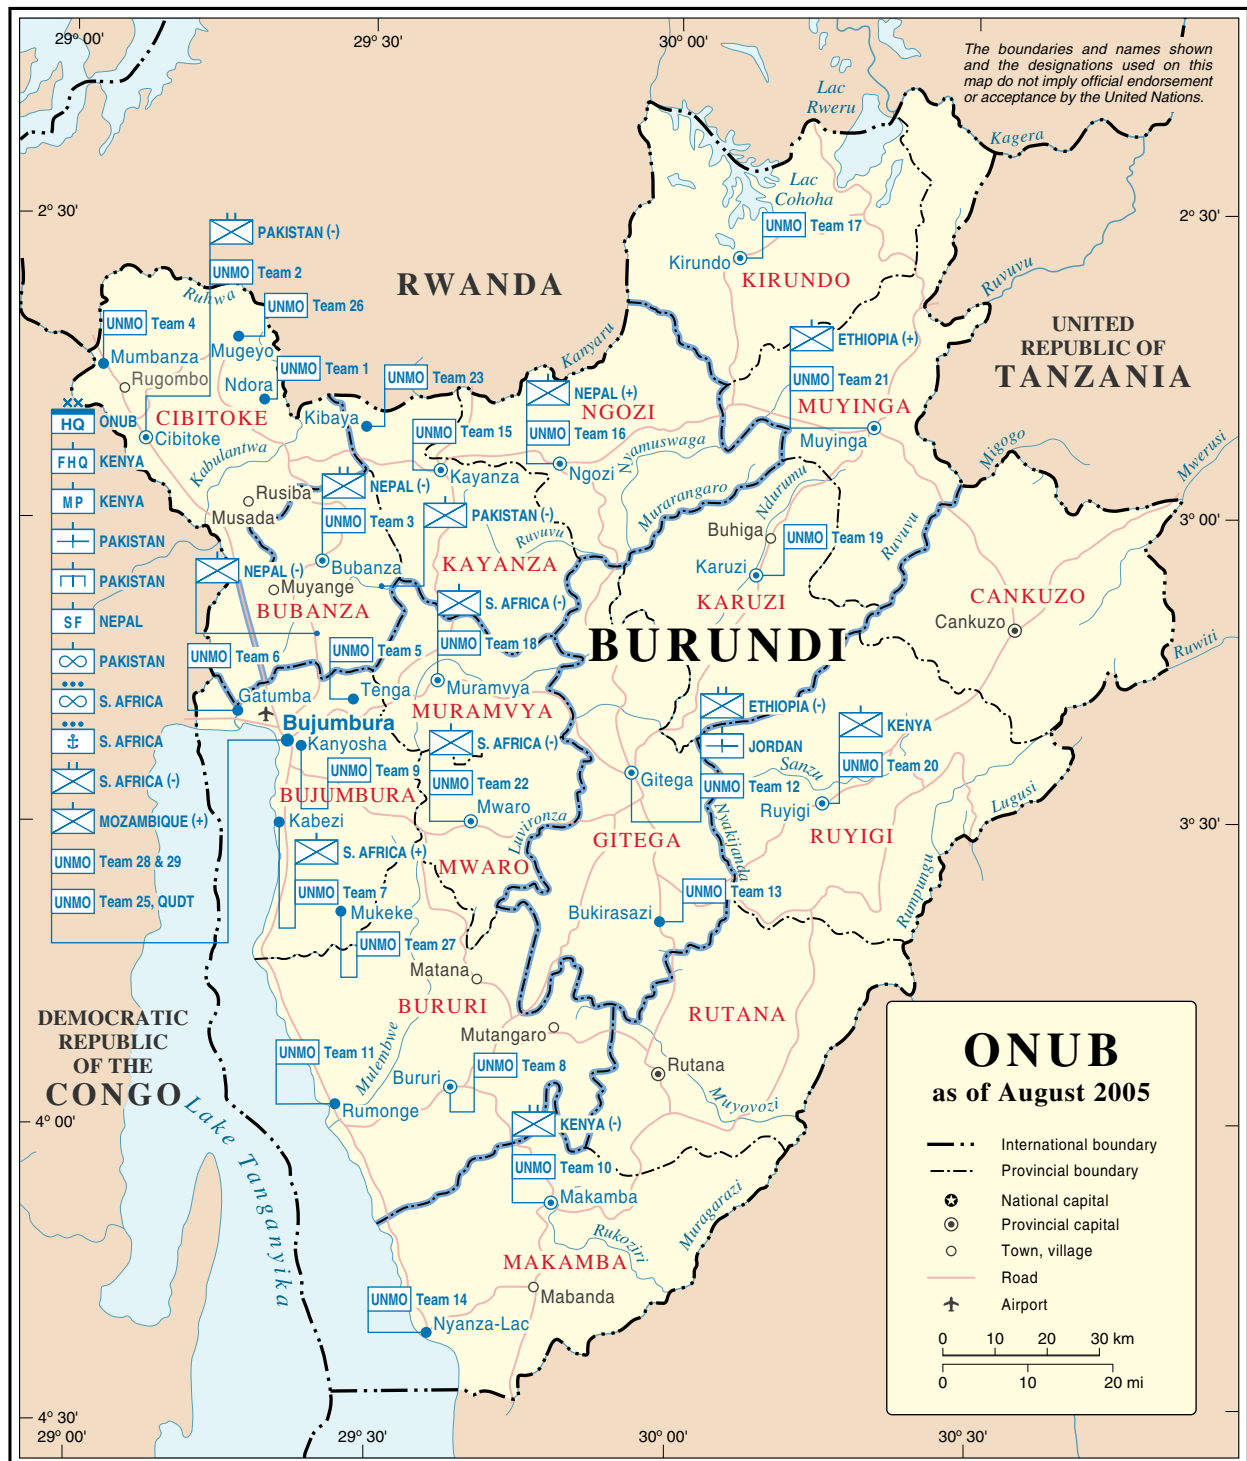 29° 00'
29° 30'
30° 00'
The boundaries and names shown
and the designations used on this
map do not imply official endorsement
or acceptance by the United Nations.
Lac
Rweru
Kagera
Lac
Cohoha
2° 30'
2° 30'
PAKISTAN (-)
UNMO Team 17
Kirundo
KIRUNDO
UNMO Team 2
RWANDA
Ruvuvu
Ruhwa
UNMO Team 26
UNMO Team 4
Mugeyo
Mumbanza
Kanyaru
ETHIOPIA (+)
UNITED
REPUBLIC OF
TANZANIA
UNMO Team 1
UNMO Team 23
UNMO Team 21
Rugombo
Ndora
NEPAL (+)
NGOZI
MUYINGA
CIBITOKE
Kibaya
HQ ONUB
Cibitoke
UNMO Team 15
UNMO Team 16
Muyinga
Nyamuswaga
Migogo
Mwerusi
FHQ KENYA
Kabulantwa
Kayanza
Ngozi
MP KENYA
Rusiba
NEPAL (-)
Murarangaro
Ndurumu
Musada
UNMO Team 3
PAKISTAN (-)
Ruvuvu
Buhiga
Ruvuvu
3° 00'
PAKISTAN
UNMO Team 19
Bubanza
KAYANZA
Karuzi
NEPAL (-)
PAKISTAN
Muyange
BUBANZA
S. AFRICA (-)
KARUZI
CANKUZO
SF NEPAL
Cankuzo
BURUNDI
UNMO Team 18
UNMO Team 5
UNMO Team 6
Ruwiti
PAKISTAN
Gatumba
Tenga
Muramvya
S. AFRICA
MURAMVYA
ETHIOPIA (-)
KENYA
Bujumbura
Kanyosha
S. AFRICA
S. AFRICA (-)
JORDAN
UNMO Team 9
UNMO Team 22
Gitega
UNMO Team 12
Sanzu
UNMO Team 20
S. AFRICA (-)
BUJUMBURA
Mwaro
Ruyigi
Lugusi
MOZAMBIQUE (+)
Kabezi
Luvironza
GITEGA
Nyakijanda
RUYIGI
3° 30'
UNMO Team 28 & 29
S. AFRICA (+)
MWARO
Rumpungu
UNMO Team 25, QUDT
UNMO Team 7
Mukeke
UNMO Team 13
Bukirasazi
UNMO Team 27
Matana
BURURI
RUTANA
DEMOCRATIC
REPUBLIC
OF THE
CONGO
Mutangaro
Mulembwe
UNMO Team 11
UNMO Team 8
Bururi
Rutana
Rumonge
Muyovozi
4° 00'
KENYA (-)
Lake Tanganyika
UNMO Team 10
Makamba
Muragarazi
Rukoziri
MAKAMBA
UNMO Team 14
Mabanda
Nyanza-Lac
ONUB
as of August 2005
International boundary
Provincial boundary
National capital
Provincial capital
Town, village
Road
Airport
0 10 20 30 km
0 10 20 mi
4° 30'
29° 00'
29° 30'
30° 00'
30° 30'